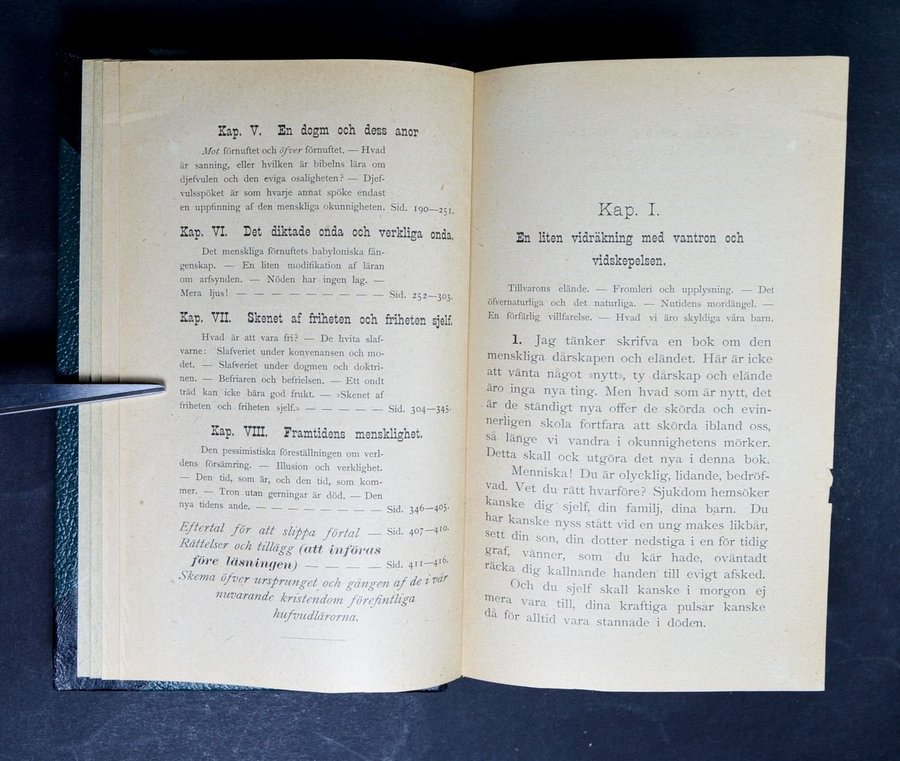 Kap. V. En dogm och dess anor
Mot förnuftet och öfver förnuftet. — Hvad
är sanning, eller hvilken är bibelns lära om
djefvulen och den eviga osaligheten? — Djef-
vulsspöket är som hvarje annat spöke endast
en uppfinning af den menskliga okunnigheten. Sid. 190—251.
Kap. VI. Det diktade onda och verkliga onda.
Det menskliga förnuftets babyloniska fån-
genskap. — En liten modifikation af läran
om arfsynden. — Nöden har ingen lag. —
Mera ljus! — — — — — — — — — Sid. 252—303.
Kap. VII. Skenet af friheten och friheten sjelf.
Hvad är att vara fri? — De hvita slaf-
varne: Slafveriet under konvenansen och mo-
det. — Slafveriet under dogmen och doktri-
nen. — Befriaren och befrielsen. — Ett ondt
träd kan icke bära god frukt. — »Skenet af
friheten och friheten sjelf.» — — — — — Sid. 304—345.
Kap. VIII. Framtidens mensklighet.
Den pessimistiska föreställningen om verl-
dens försämring. — Illusion och verklighet.
— Den tid, som är, och den tid, som kom-
mer. — Tron utan gerningar är död. — Den
nya tidens ande. — — — — — — — — Sid. 346—405.
Eftertal för att slippa förtal — Sid. 407—410.
Rättelser och tillägg (att införas
före läsningen) — — — — Sid. 411—416.
Skema öfver ursprunget och gången af de i vår
nuvarande kristendom förefintliga
hufvudlärorna.
Kap. I.
En liten vidräkning med vantron och
vidskepelsen.
Tillvarons elände. — Fromleri och upplysning. — Det
öfvernaturliga och det naturliga. — Nutidens mordängel. —
En förfärlig villfarelse. — Hvad vi äro skyldiga våra barn.
1. Jag tänker skrifva en bok om den
menskliga dårskapen och eländet. Här är icke
att vänta något »nytt», ty dårskap och elände
äro inga nya ting. Men hvad som är nytt, det
är de ständigt nya offer de skörda och evin-
nerligen skola fortfara att skörda ibland oss,
så länge vi vandra i okunnighetens mörker.
Detta skall ock utgöra det nya i denna bok.
Menniska! Du är olycklig, lidande, bedröf-
vad. Vet du rätt hvarföre? Sjukdom hemsöker
kanske dig sjelf, din familj, dina barn. Du
har kanske nyss stått vid en ung makes likbår,
sett din son, din dotter nedstiga i en för tidig
graf, vänner, som du kär hade, oväntadt
räcka dig kallnande handen till evigt afsked.
Och du sjelf skall kanske i morgon ej
mera vara till, dina kraftiga pulsar kanske
då för alltid vara stannade i döden.